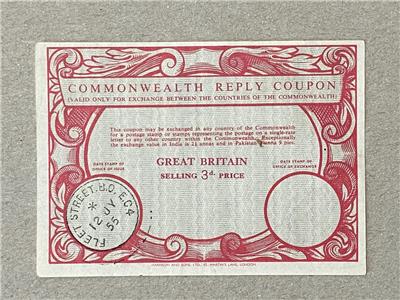 COMMONWEALTH REPLY COUPON
(VALID ONLY FOR EXCHANGE BETWEEN THE COUNTRIES OF THE COMMONWEALTH)
This coupon may be exchanged in any country of the Commonwealth
for a postage stamp or stamps representing the postage on a single-rate
letter to any other country within the Commonwealth. Exceptionally
the exchange value in India is 2½ annas and in Pakistan 1 anna 9 pies.
DATE STAMP OF
OFFICE OF ISSUE
GREAT BRITAIN
SELLING 3d. PRICE
DATE STAMP OF
OFFICE OF EXCHANGE
FLEET STREET. B.O. E.C.4
*
12 JY
55
HARRISON AND SONS, LTD., ST. MARTIN'S LANE, LONDON